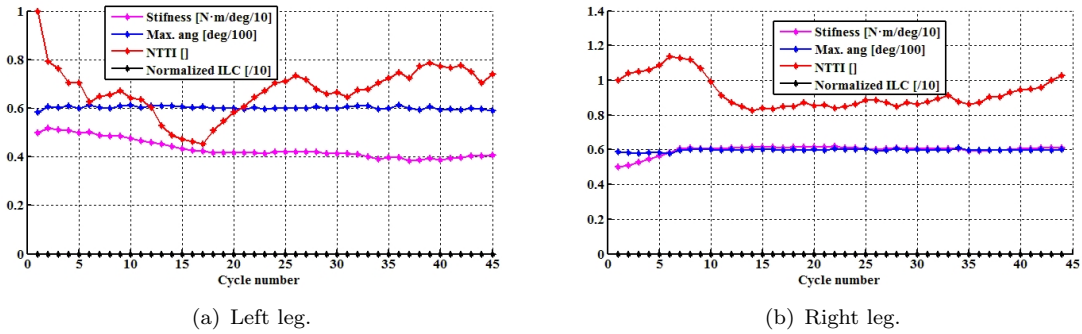 1
0.8
0.6
0.4
0.2
0
0
5
10
15
20
25
30
35
40
45
Cycle number
Stifness [N·m/deg/10]
Max. ang [deg/100]
NTTI []
Normalized ILC [/10]
(a) Left leg.
1.4
1.2
1
0.8
0.6
0.4
0.2
0
0
5
10
15
20
25
30
35
40
45
Cycle number
Stiffness [N·m/deg/10]
Max. ang [deg/100]
NTTI []
Normalized ILC [/10]
(b) Right leg.